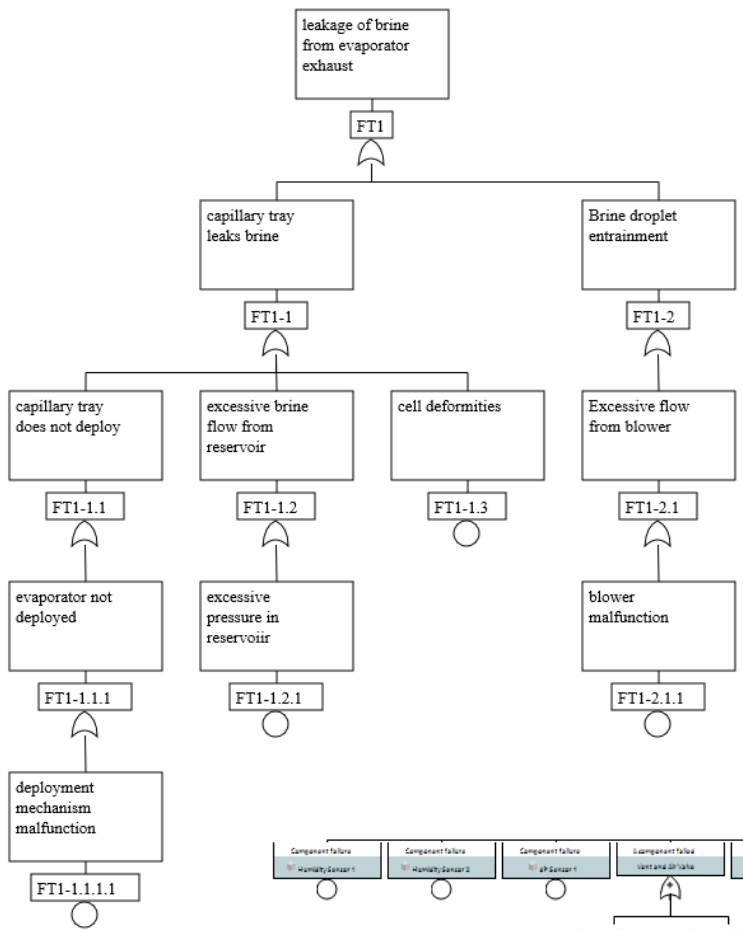 leakage of brine
from evaporator
exhaust
FT1
capillary tray
leaks brine
Brine droplet
entrainment
FT1-1
FT1-2
capillary tray
does not deploy
excessive brine
flow from
reservoir
cell deformities
Excessive flow
from blower
FT1-1.1
FT1-1.2
FT1-1.3
FT1-2.1
evaporator not
deployed
excessive
pressure in
reservoiir
blower
malfunction
FT1-1.1.1
FT1-1.2.1
FT1-2.1.1
deployment
mechanism
malfunction
FT1-1.1.1.1
Component failure
Humidity Sensor 1
Component failure
Humidity Sensor 2
Component failure
Sensor 1
component failed
Vent and